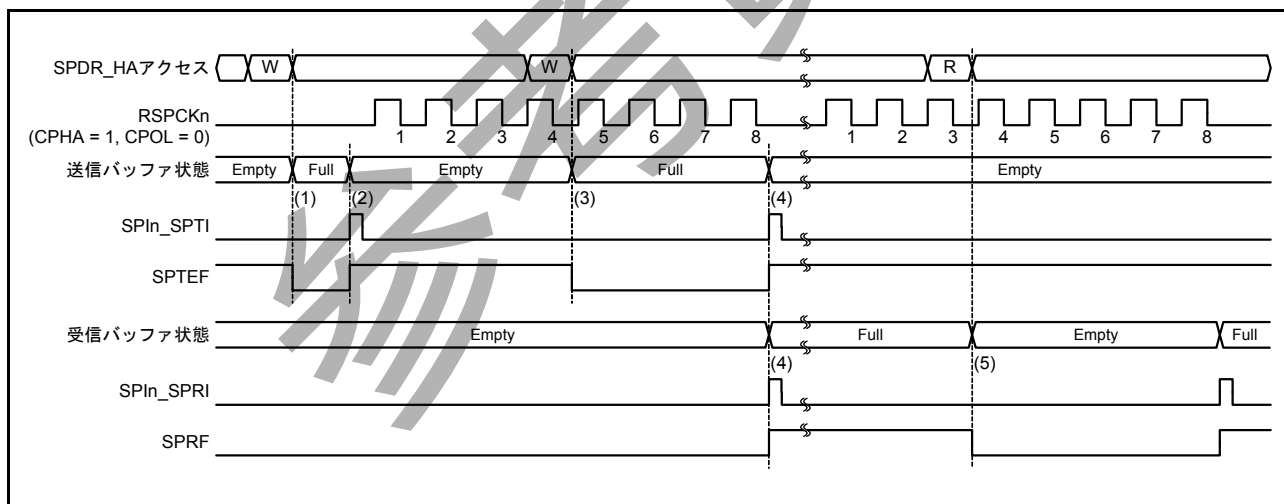 SPDR_HAアクセス W W R
RSPCKn
(CPHA = 1, CPOL = 0)
1 2 3 4 5 6 7 8 1 2 3 4 5 6 7 8
送信バッファ状態 Empty Full Empty Full Empty
(1) (2) (3) (4)
SPIn_SPTI
SPTEF
受信バッファ状態 Empty Full Empty Full
(4) (5)
SPIn_SPRI
SPRF